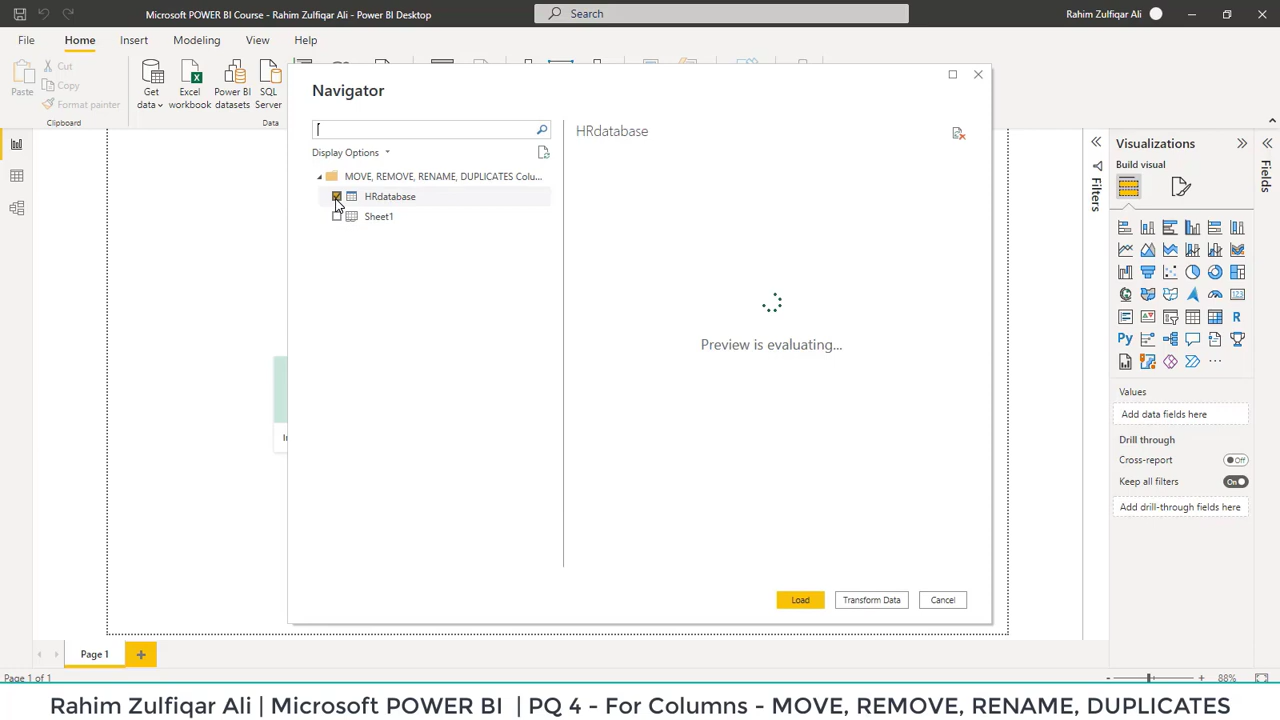 Microsoft POWER BI Course - Rahim Zulfiqar Ali - Power BI Desktop
Search
Rahim Zulfiqar Ali
File
Home
Insert
Modeling
View
Help
Paste
Cut
Copy
Format painter
Clipboard
Get data
Excel workbook
Power BI datasets
SQL Server
Data
Navigator
Display Options
MOVE, REMOVE, RENAME, DUPLICATES Colu...
HRdatabase
Sheet1
HRdatabase
Preview is evaluating...
Load
Transform Data
Cancel
Filters
Visualizations
Build visual
R
Py
123
...
Values
Add data fields here
Drill through
Cross-report
Off
Keep all filters
On
Add drill-through fields here
Fields
Page 1
Page 1 of 1
- + 88%
Rahim Zulfiqar Ali | Microsoft POWER BI | PQ 4 - For Columns - MOVE, REMOVE, RENAME, DUPLICATES